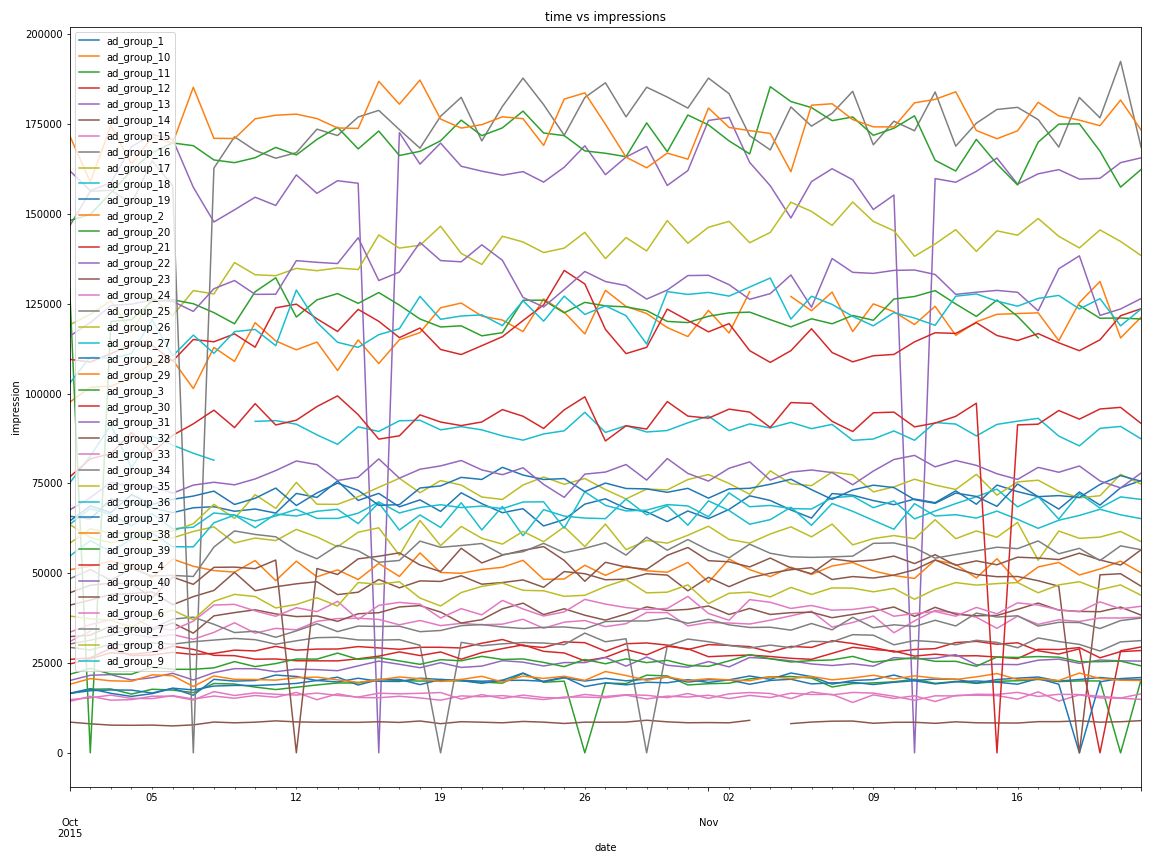 time vs impressions
200000
175000
150000
125000
100000
75000
50000
25000
0
impression
ad_group_1
ad_group_10
ad_group_11
ad_group_12
ad_group_13
ad_group_14
ad_group_15
ad_group_16
ad_group_17
ad_group_18
ad_group_19
ad_group_2
ad_group_20
ad_group_21
ad_group_22
ad_group_23
ad_group_24
ad_group_25
ad_group_26
ad_group_27
ad_group_28
ad_group_29
ad_group_3
ad_group_30
ad_group_31
ad_group_32
ad_group_33
ad_group_34
ad_group_35
ad_group_36
ad_group_37
ad_group_38
ad_group_39
ad_group_4
ad_group_40
ad_group_5
ad_group_6
ad_group_7
ad_group_8
ad_group_9
05 12 19 26 02 09 16
Oct Nov
2015
date